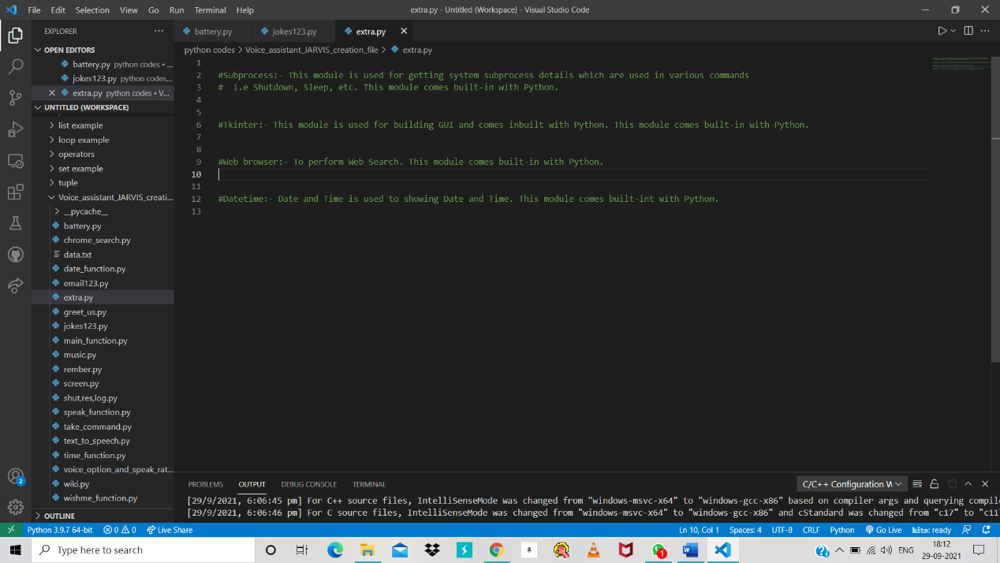 File Edit Selection View Go Run Terminal Help
extra.py - Untitled (Workspace) - Visual Studio Code
EXPLORER
battery.py
jokes123.py
extra.py
OPEN EDITORS
battery.py python codes • ...
jokes123.py python codes...
extra.py python codes • V...
UNTITLED (WORKSPACE)
list example
loop example
operators
set example
tuple
Voice_assistant_JARVIS_creati...
__pycache__
battery.py
chrome_search.py
data.txt
date_function.py
email123.py
extra.py
greet_us.py
jokes123.py
main_function.py
music.py
rember.py
screen.py
shut,res,log.py
speak_function.py
take_command.py
text_to_speech.py
time_function.py
voice_option_and_speak_rat...
wiki.py
wishme_function.py
OUTLINE
python codes > Voice_assistant_JARVIS_creation_file > extra.py
1
2 #Subprocess:- This module is used for getting system subprocess details which are used in various commands
3 # i.e Shutdown, Sleep, etc. This module comes built-in with Python.
4
5
6 #Tkinter:- This module is used for building GUI and comes inbuilt with Python. This module comes built-in with Python.
7
8
9 #Web browser:- To perform Web Search. This module comes built-in with Python.
10
11
12 #Datetime:- Date and Time is used to showing Date and Time. This module comes built-int with Python.
13
PROBLEMS OUTPUT DEBUG CONSOLE TERMINAL
C/C++ Configuration W
[29/9/2021, 6:06:45 pm] For C++ source files, IntelliSenseMode was changed from "windows-msvc-x64" to "windows-gcc-x86" based on compiler args and querying compil
[29/9/2021, 6:06:46 pm] For C source files, IntelliSenseMode was changed from "windows-msvc-x64" to "windows-gcc-x86" and cStandard was changed from "c17" to "c11
2
Python 3.9.7 64-bit 0 0 Live Share
Ln 10, Col 1 Spaces: 4 UTF-8 CRLF Python Go Live kite: ready
Type here to search
a
1
ENG
18:12
29-09-2021